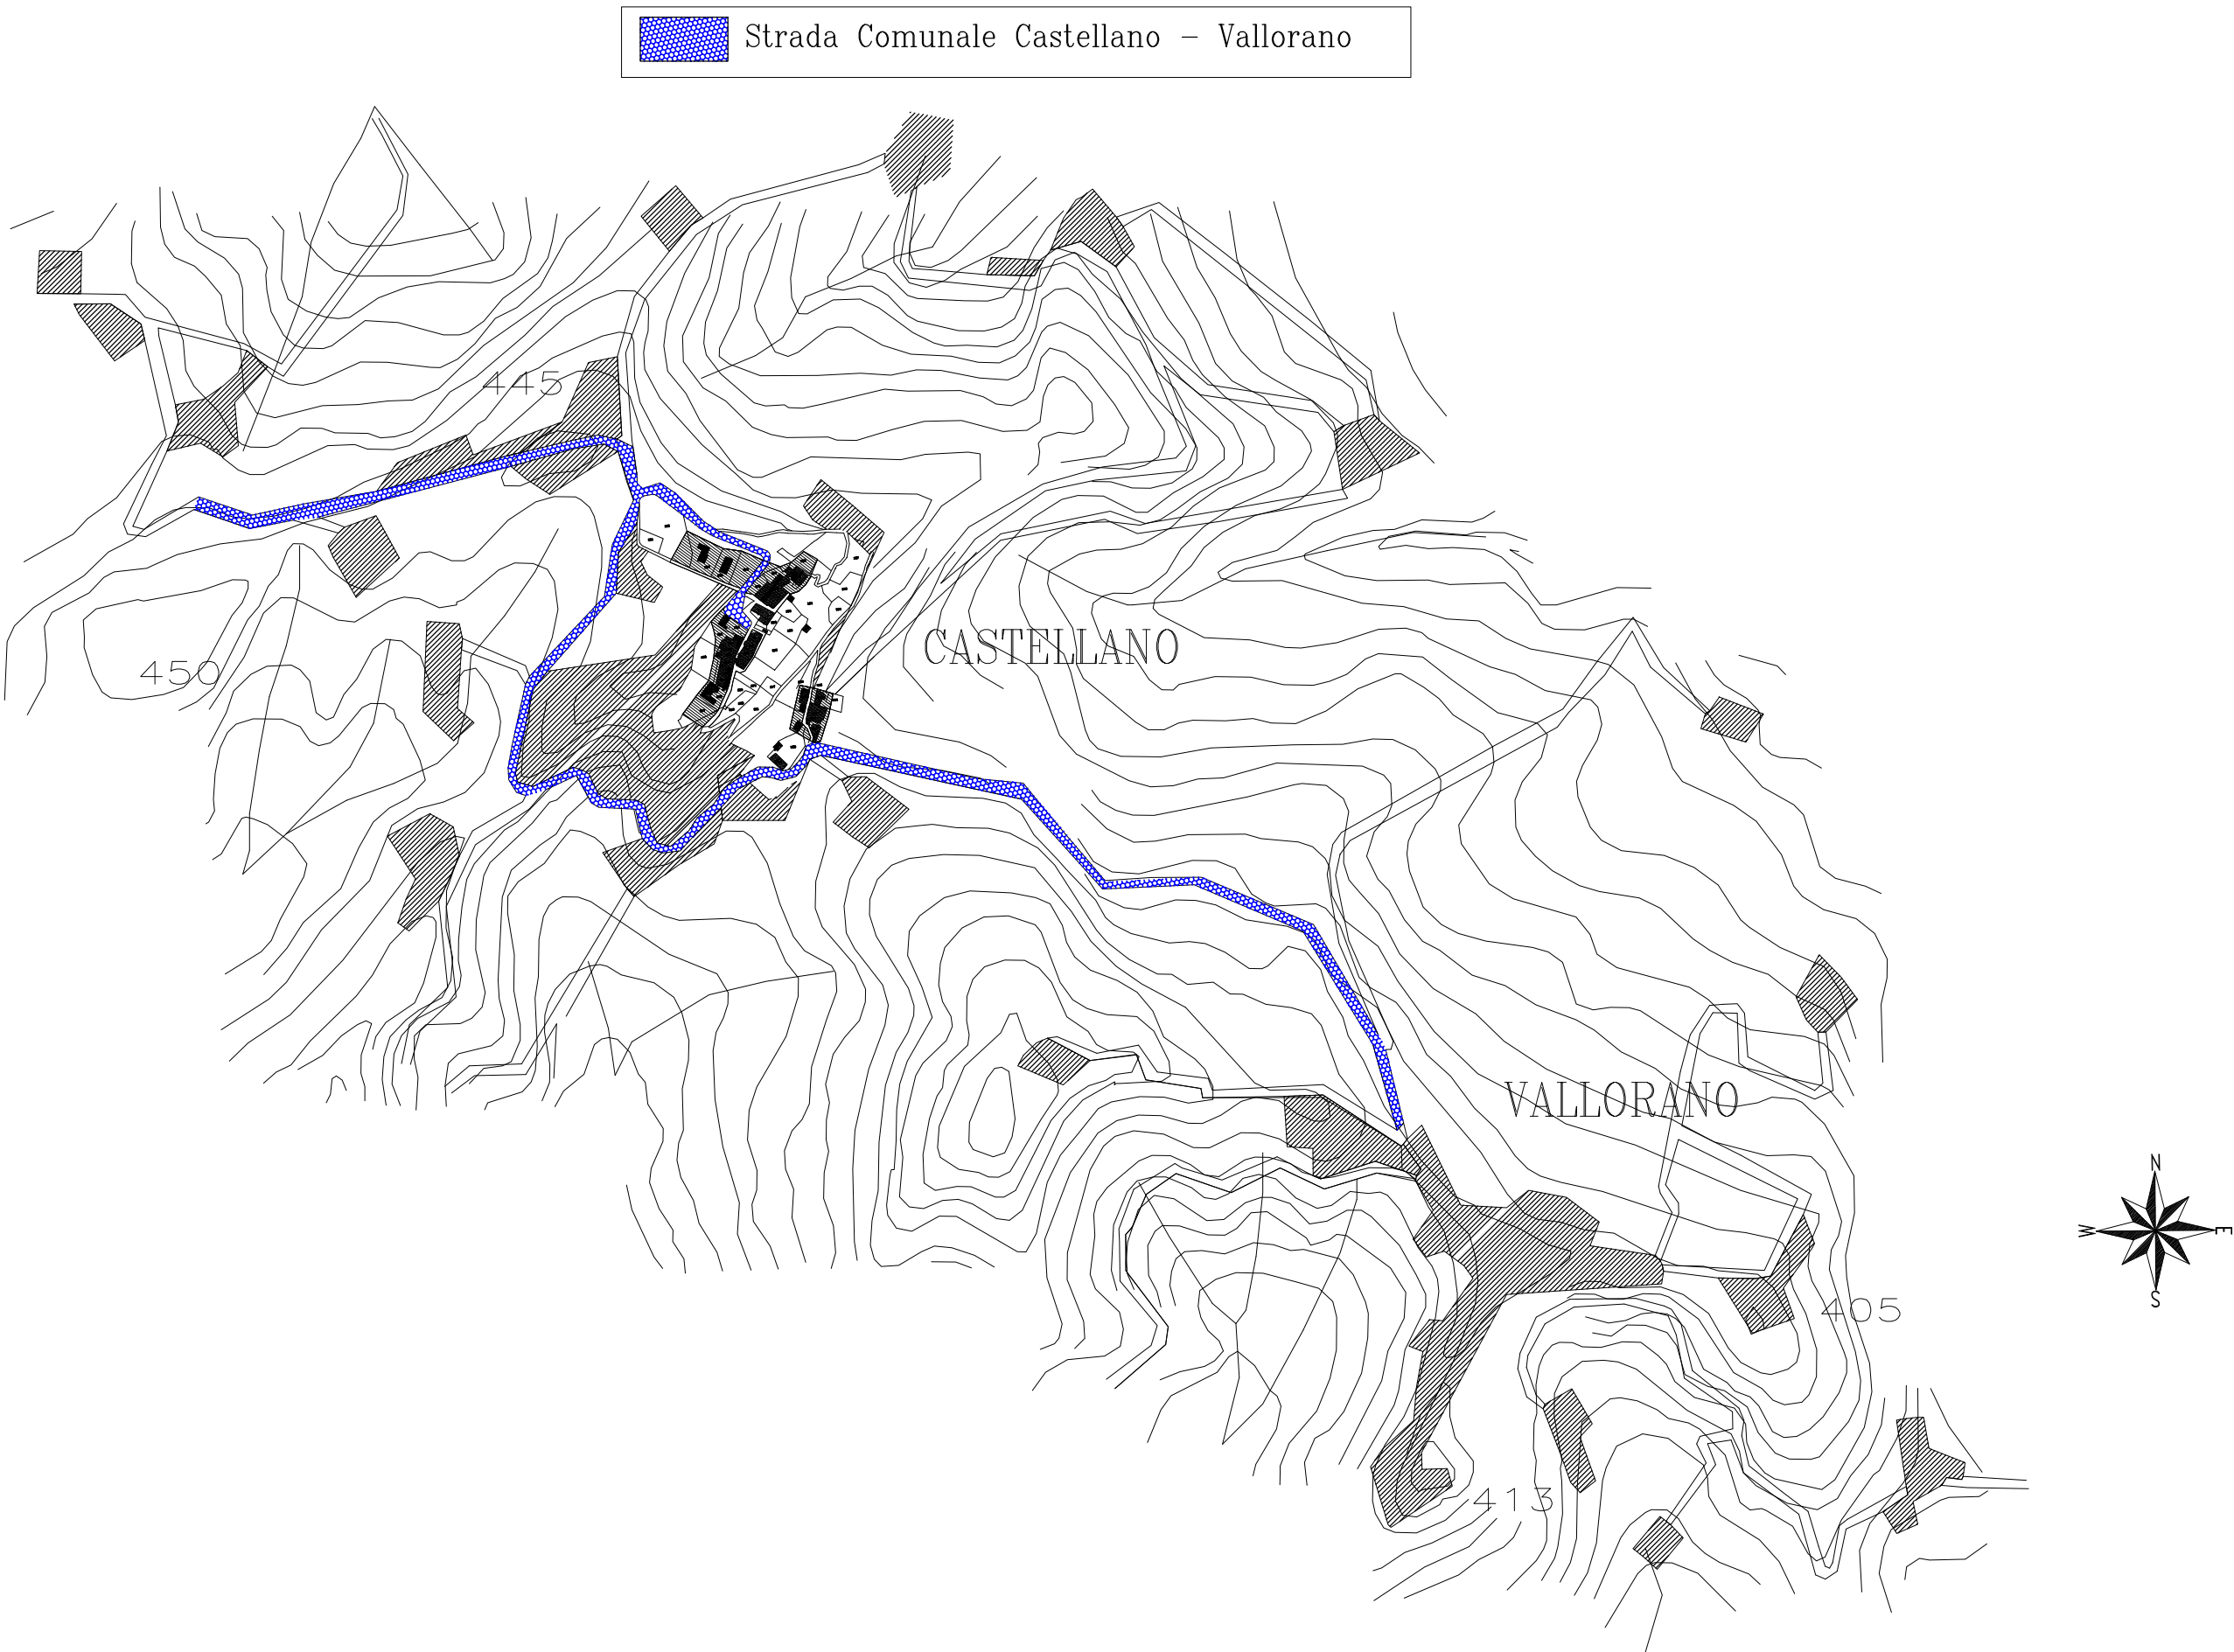 Strada Comunale Castellano - Vallorano
445
CASTELLANO
450
VALLORANO
N
W
E
S
405
413